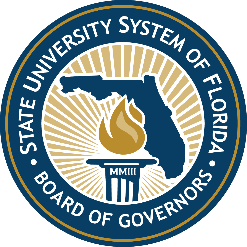 STATE UNIVERSITY SYSTEM OF FLORIDA
MMIII
• BOARD OF GOVERNORS •